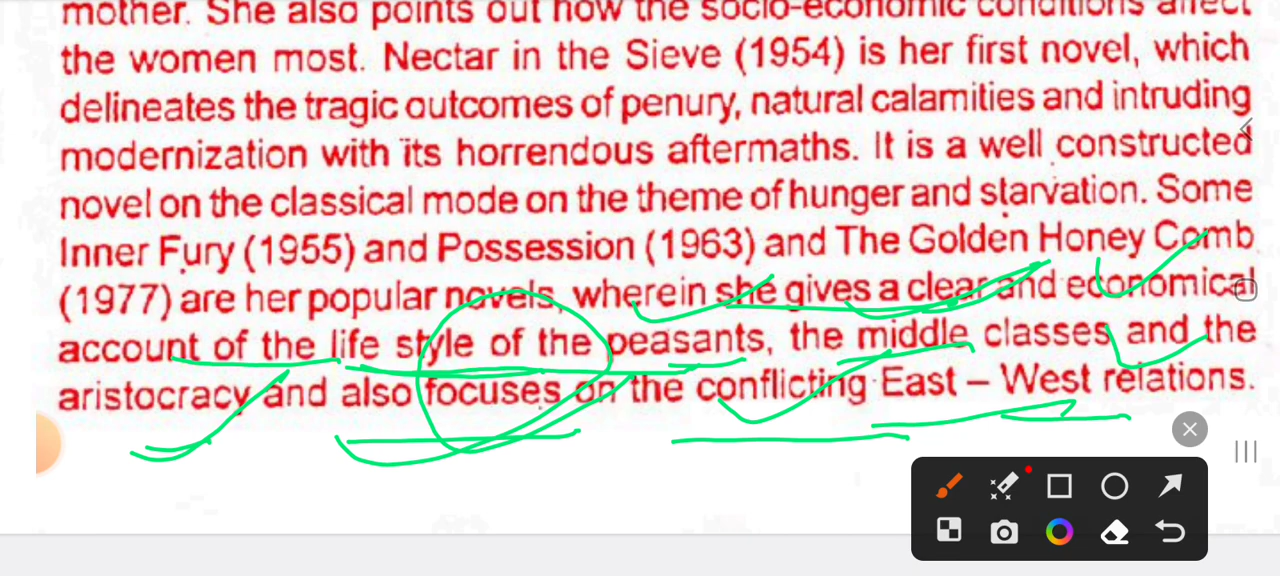 mother. She also points out how the socio-economic conditions affect
the women most. Nectar in the Sieve (1954) is her first novel, which
delineates the tragic outcomes of penury, natural calamities and intruding
modernization with its horrendous aftermaths. It is a well constructed
novel on the classical mode on the theme of hunger and starvation. Some
Inner Fury (1955) and Possession (1963) and The Golden Honey Comb
(1977) are her popular novels, wherein she gives a clear and economical
account of the life style of the peasants, the middle classes and the
aristocracy and also focuses on the conflicting East – West relations.